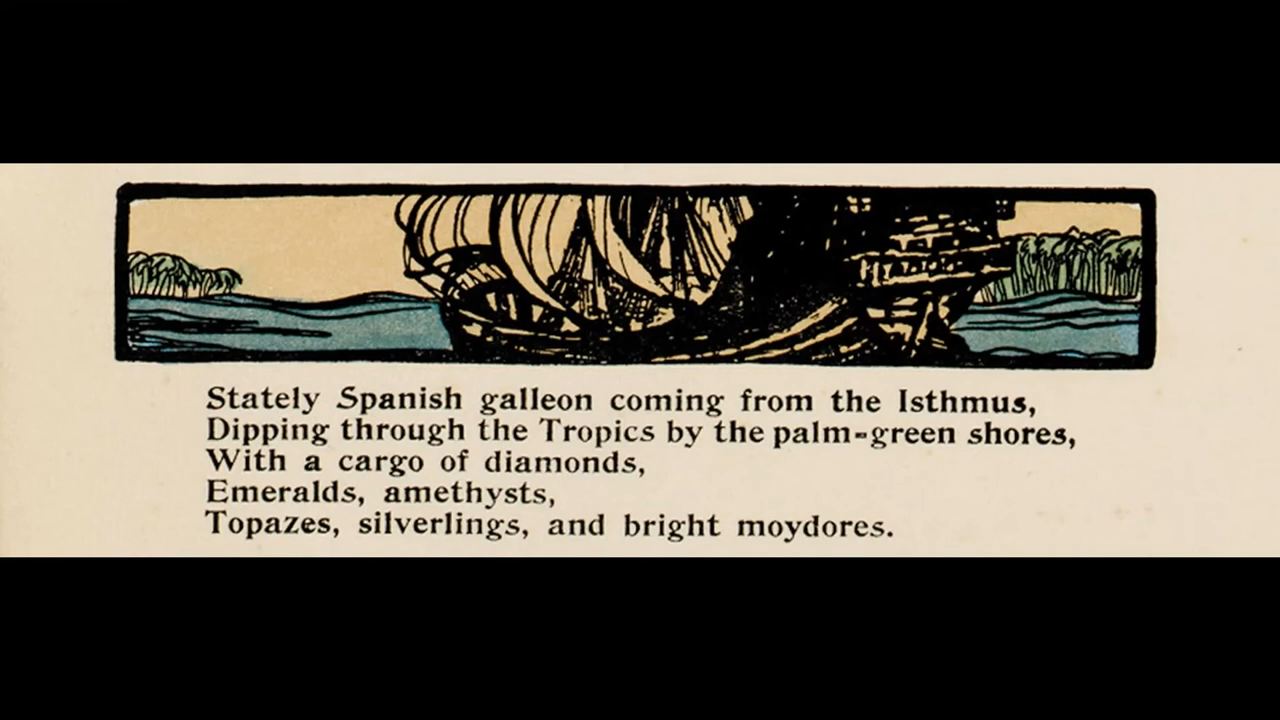 Stately Spanish galleon coming from the Isthmus,
Dipping through the Tropics by the palm-green shores,
With a cargo of diamonds,
Emeralds, amethysts,
Topazes, silverlings, and bright moydores.